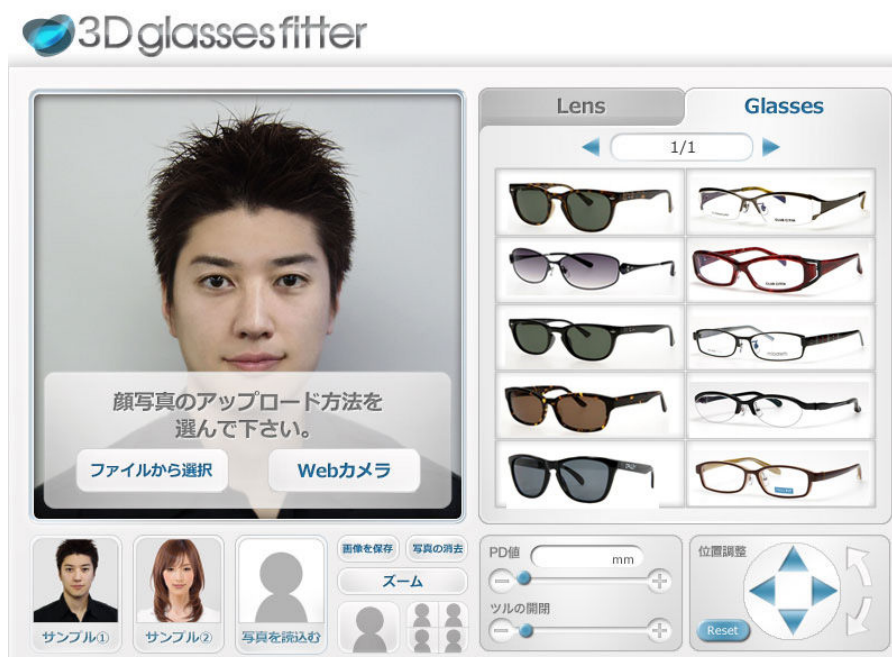 3D glasses fitter
Lens
Glasses
1/1
顔写真のアップロード方法を
選んで下さい。
ファイルから選択
Webカメラ
画像を保存
写真の消去
ズーム
サンプル①
サンプル②
写真を読込む
PD値
mm
ツルの開閉
位置調整
Reset